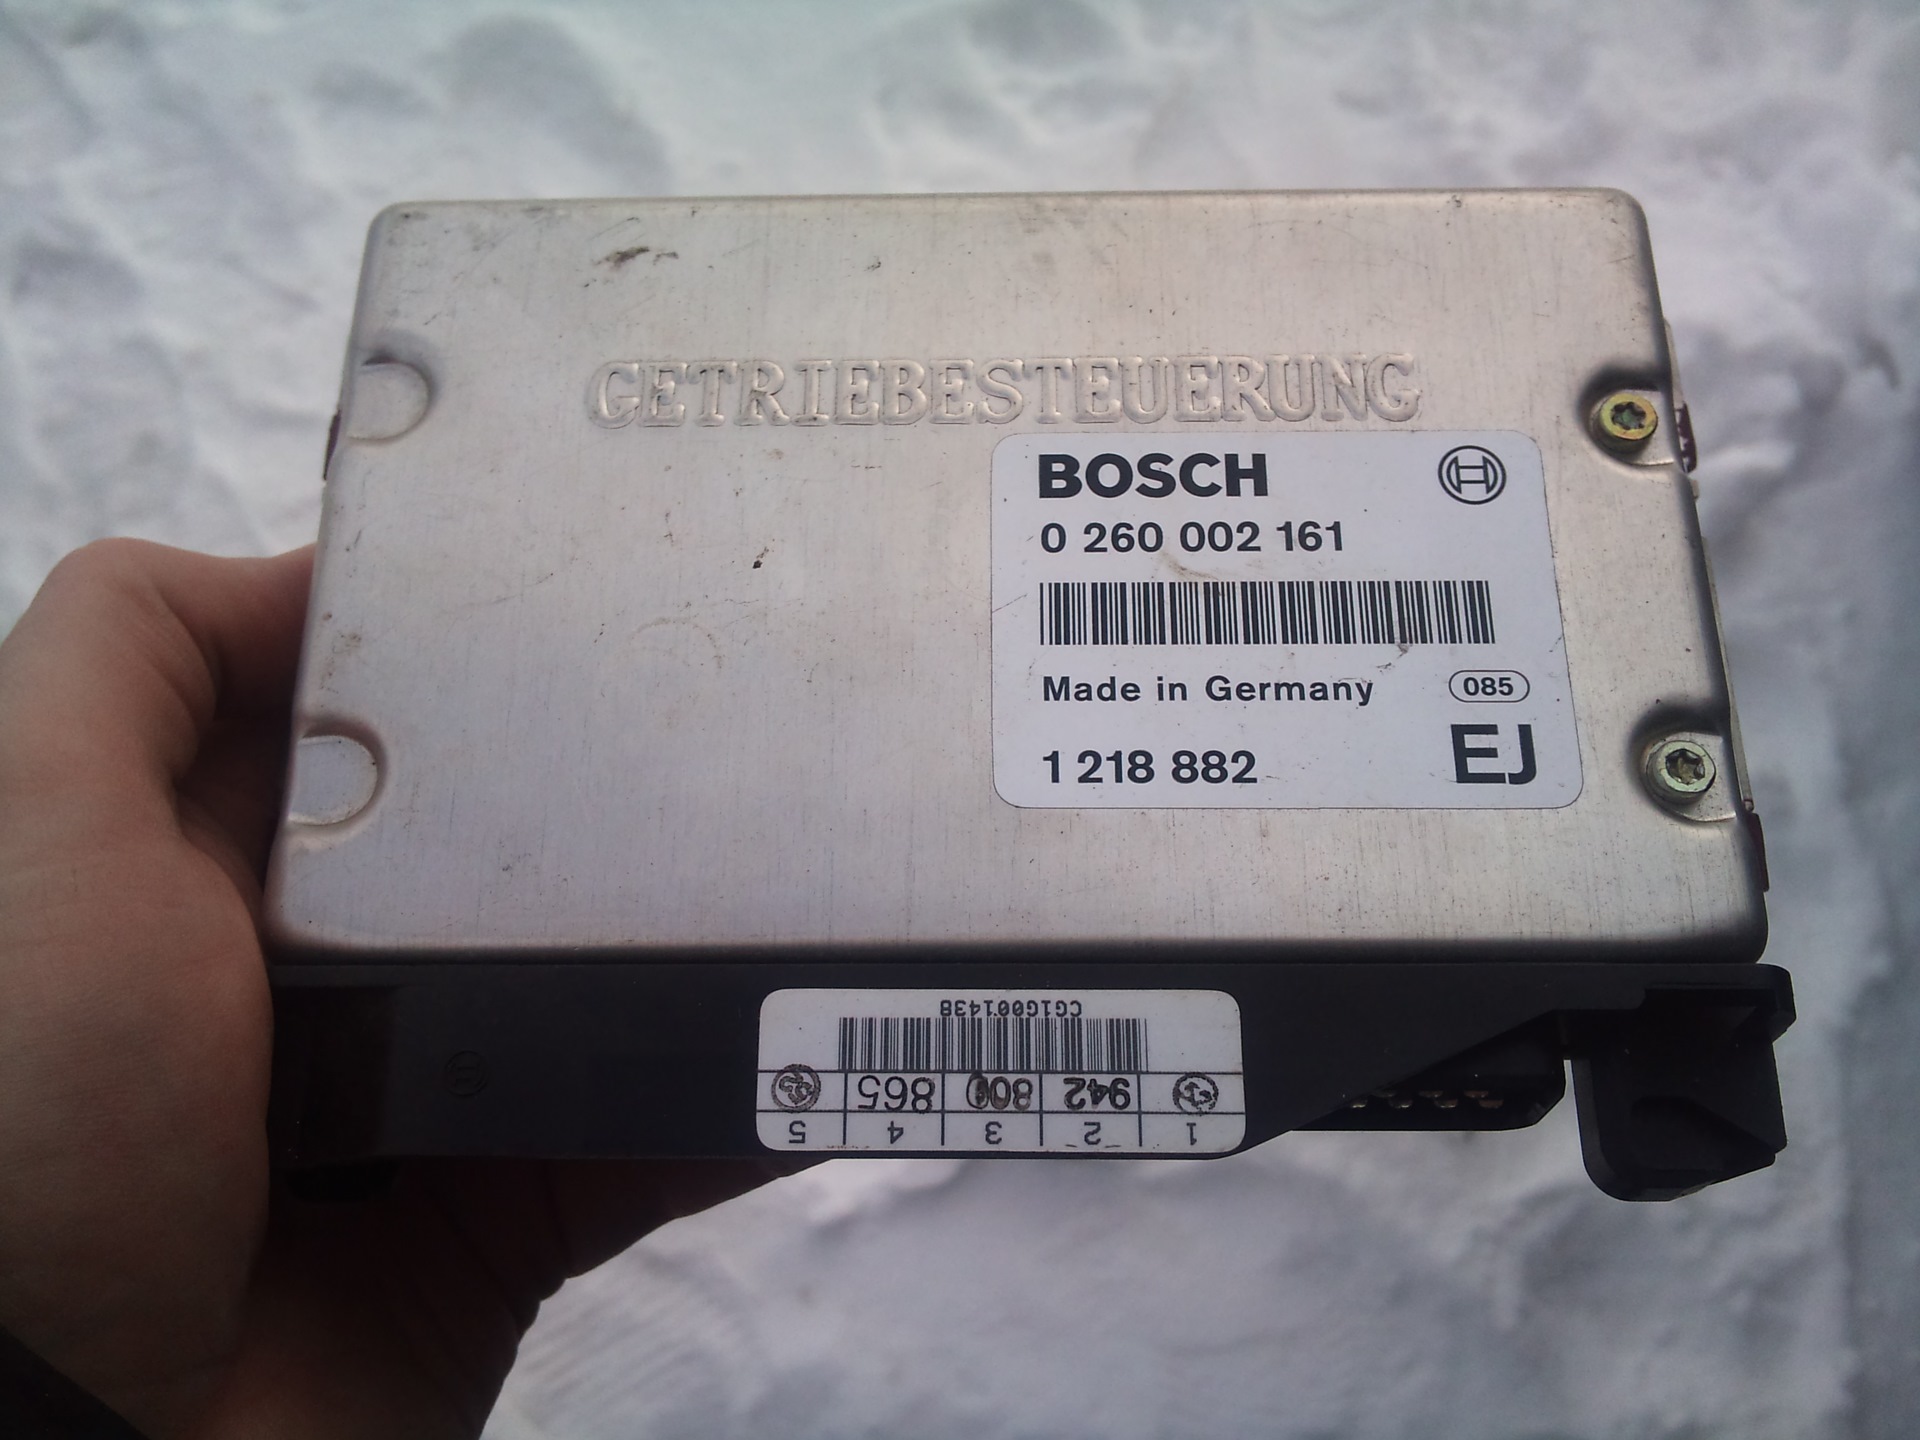 GETRIEBESTEUERUNG
BOSCH
0 260 002 161
Made in Germany 085
1 218 882 EJ
1 2 3 4 5
942 865
CG1G001438